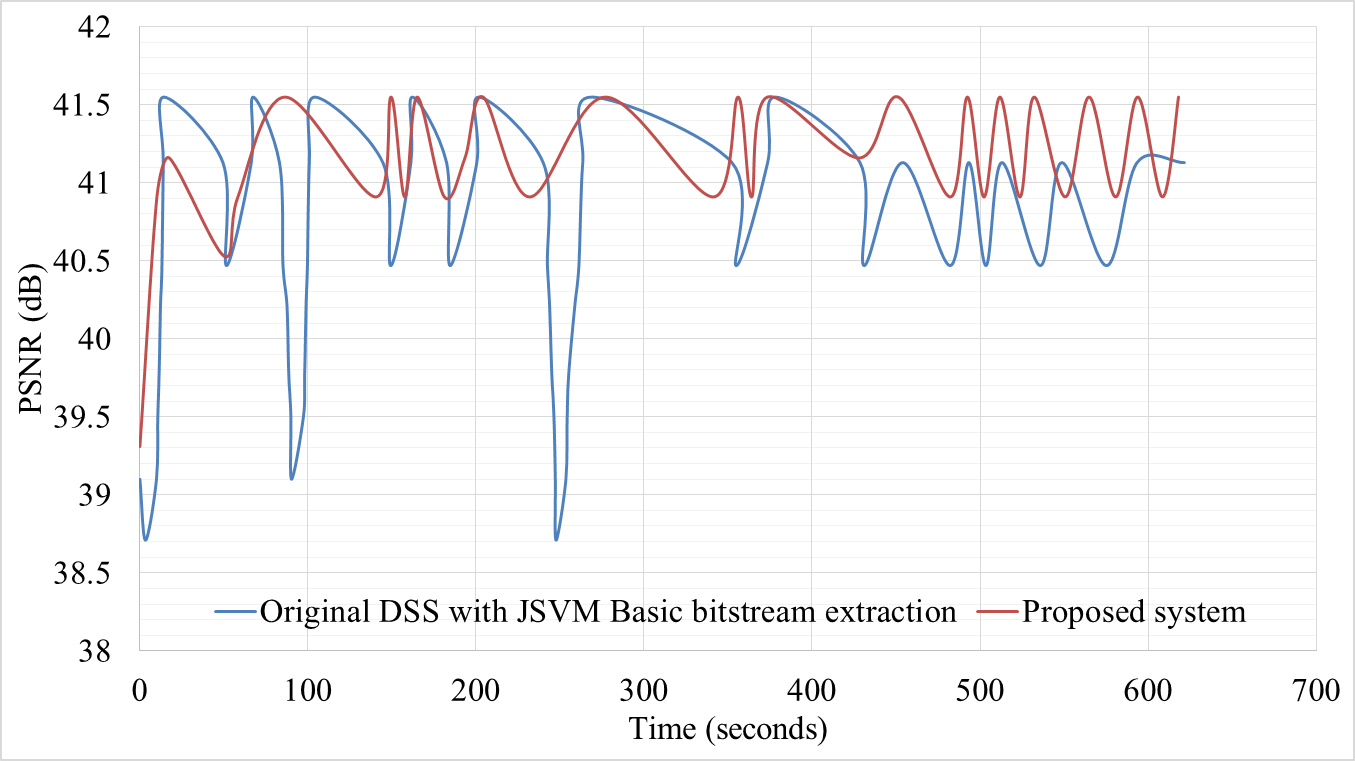 42
41.5
41
40.5
40
39.5
39
38.5
38
PSNR (dB)
Original DSS with JSVM Basic bitstream extraction Proposed system
0 100 200 300 400 500 600 700
Time (seconds)